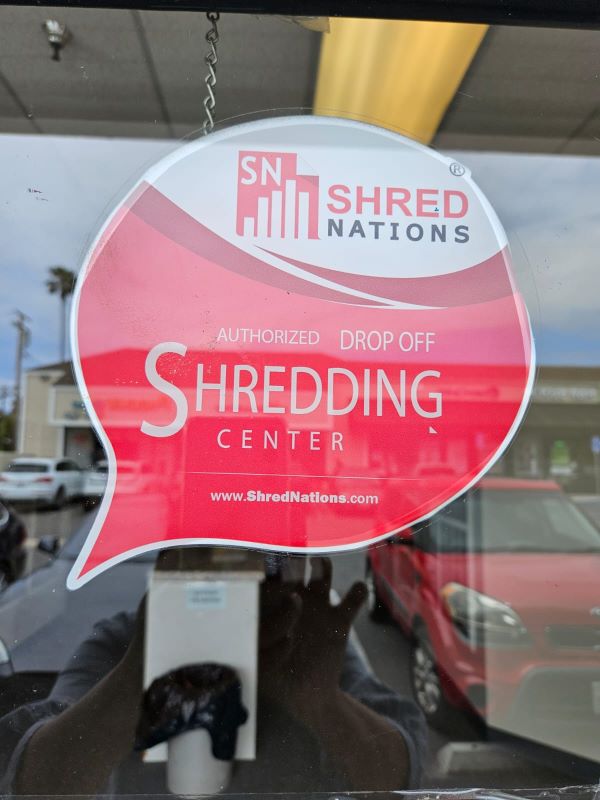 SN
SHRED
NATIONS
®
AUTHORIZED DROP OFF
SHREDDING
CENTER
www.ShredNations.com